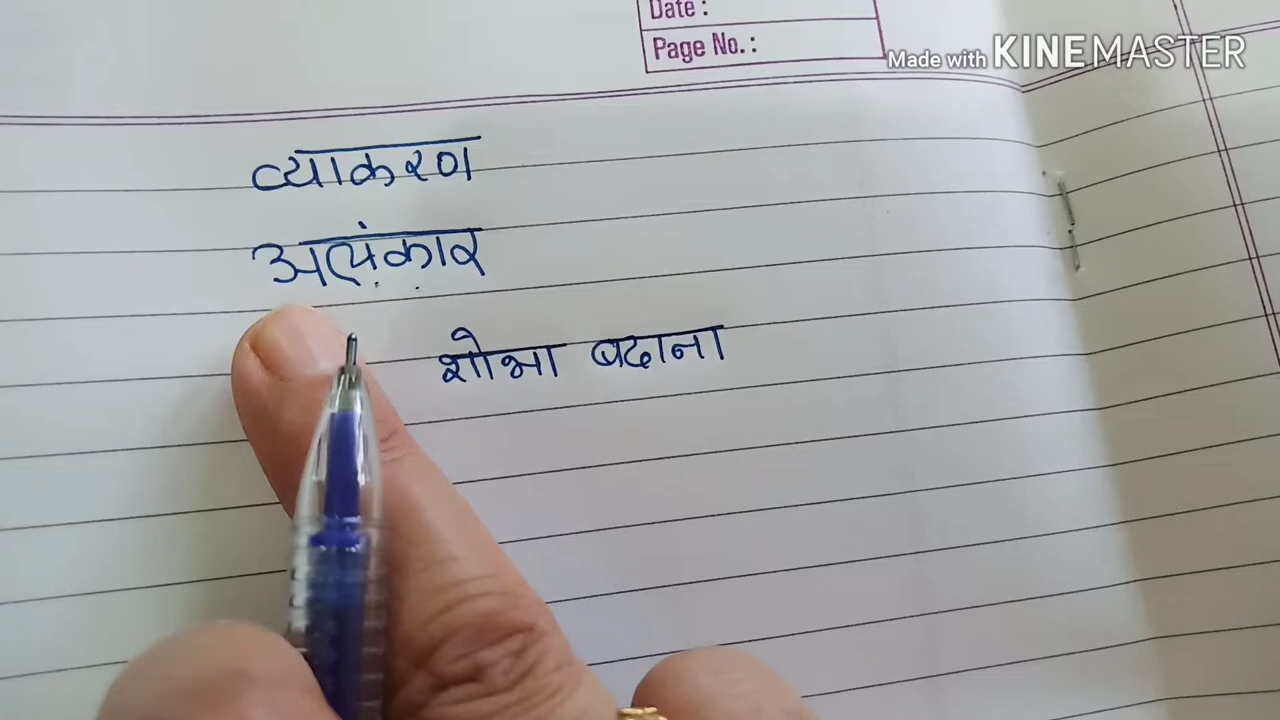 Date :
Page No. :
Made with KINEMASTER
व्याकरण
अलंकार
शोभा बढाना